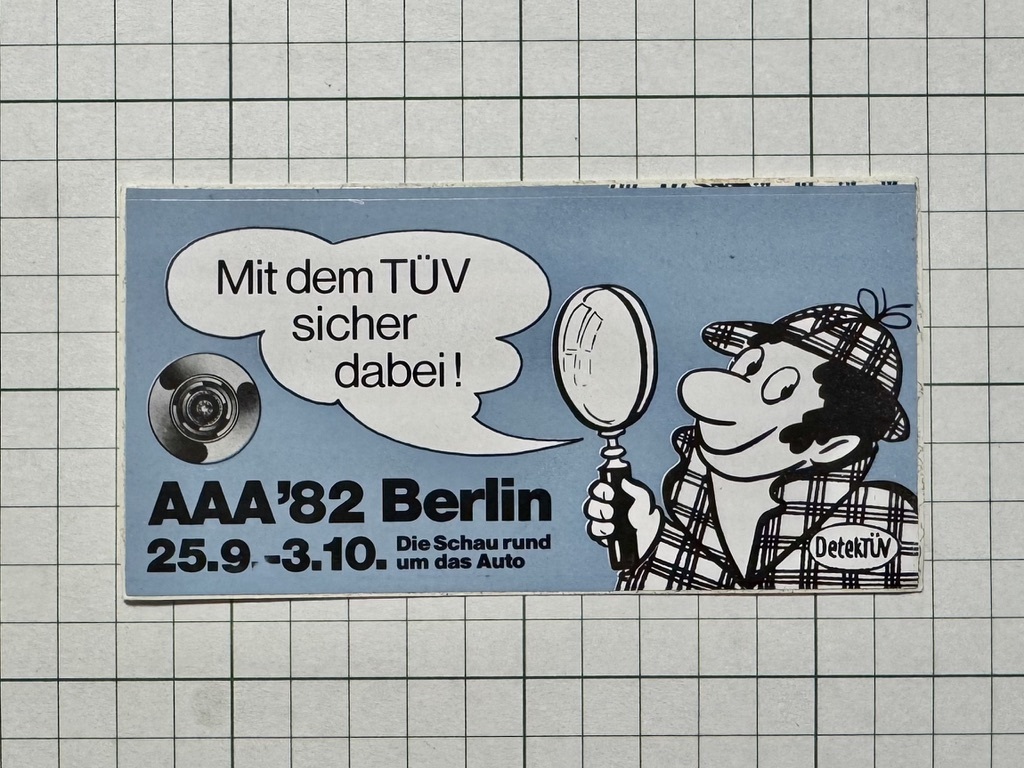 Mit dem TÜV
sicher
dabei!
AAA'82 Berlin
25.9.-3.10. Die Schau rund
um das Auto
DetekTÜV